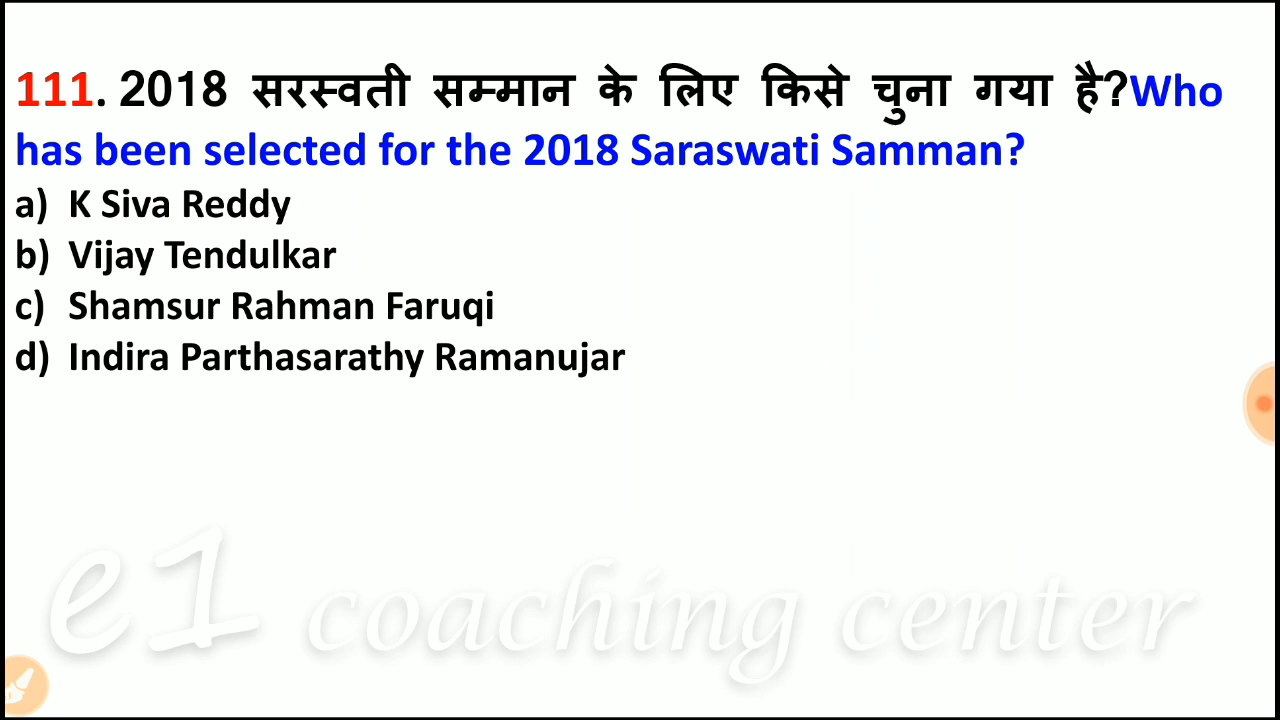 111. 2018 सरस्वती सम्मान के लिए किसे चुना गया है?Who
has been selected for the 2018 Saraswati Samman?
a) K Siva Reddy
b) Vijay Tendulkar
c) Shamsur Rahman Faruqi
d) Indira Parthasarathy Ramanujar
e1 coaching center